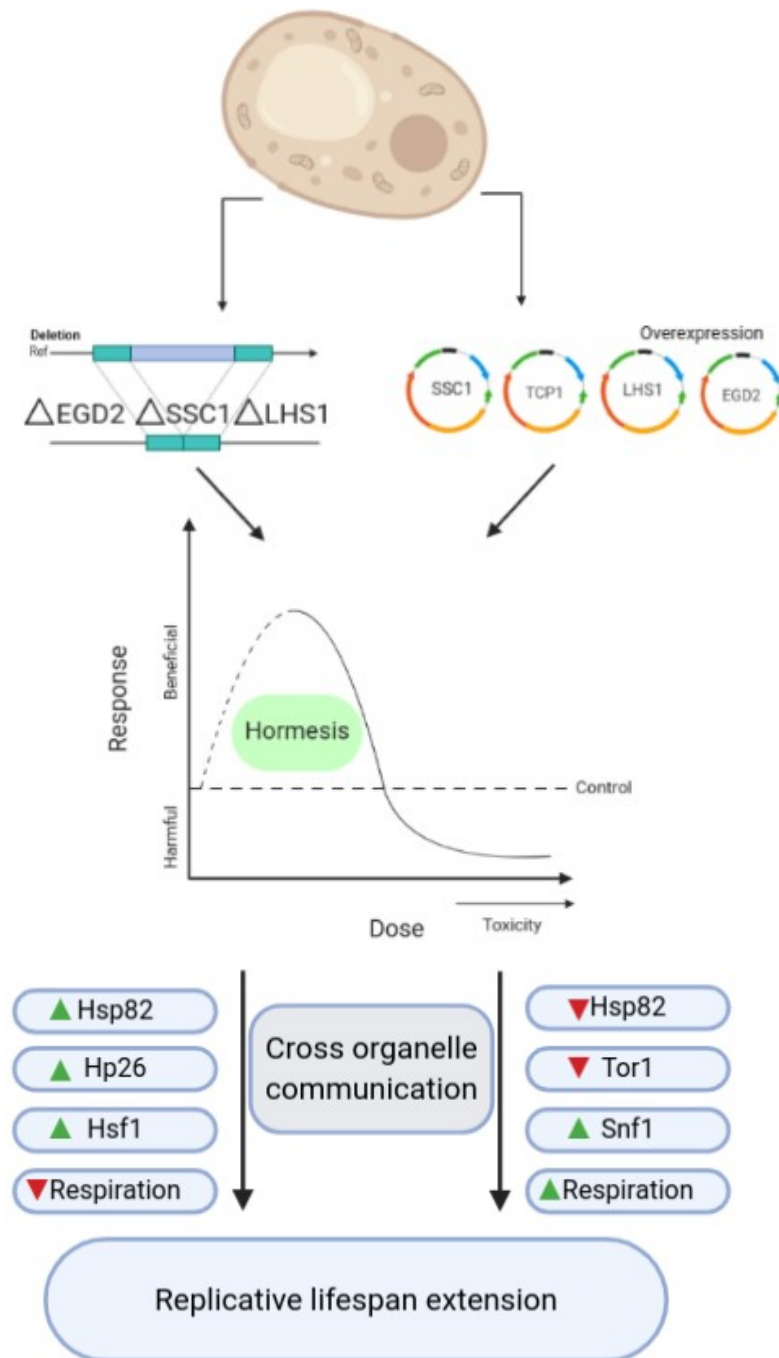 Deletion
Ref
△EGD2 △SSC1 △LHS1
Overexpression
SSC1
TCP1
LHS1
EGD2
Response
Beneficial
Harmful
Hormesis
Control
Dose
Toxicity
Hsp82
Hp26
Hsf1
Respiration
Cross organelle
communication
Hsp82
Tor1
Snf1
Respiration
Replicative lifespan extension